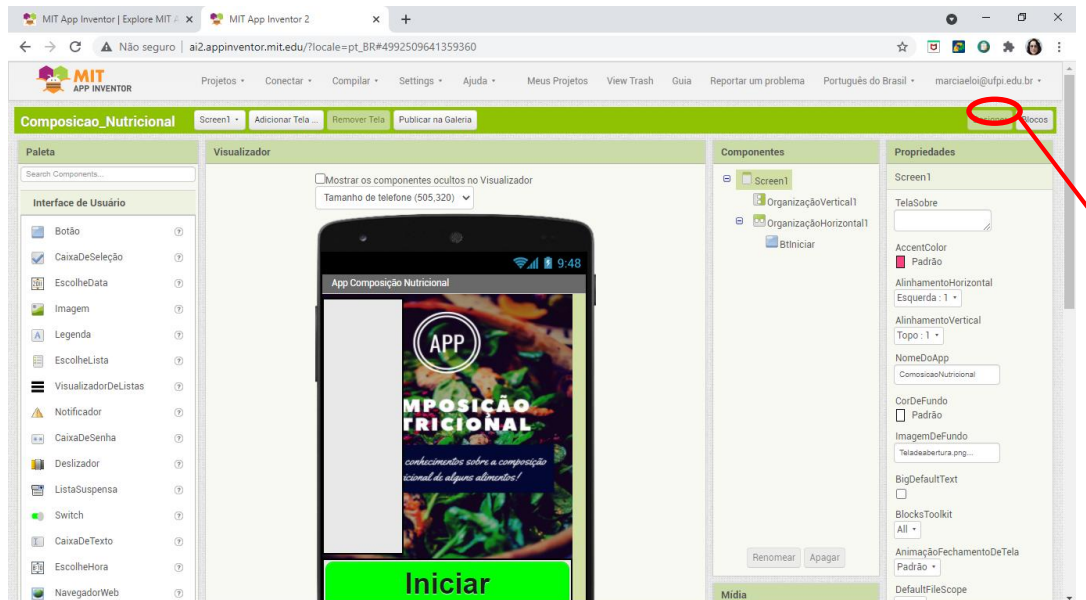 MIT App Inventor | Explore MIT A
MIT App Inventor 2
Não seguro | ai2.appinventor.mit.edu/?locale=pt_BR#4992509641359360
MIT
APP INVENTOR
Projetos Conectar Compilar Settings Ajuda Meus Projetos View Trash Guia Reportar um problema Português do Brasil marciaeloi@ufpi.edu.br
Composicao_Nutricional Screen1 Adicionar Tela ... Remover Tela Publicar na Galeria Blocos
Paleta
Search Components...
Interface de Usuário
Botão
CaixaDeSeleção
EscolheData
Imagem
Legenda
EscolheLista
VisualizadorDeListas
Notificador
CaixaDeSenha
Deslizador
ListaSuspensa
Switch
CaixaDeTexto
EscolheHora
NavegadorWeb
Visualizador
Mostrar os componentes ocultos no Visualizador
Tamanho de telefone (505,320)
9:48
App Composição Nutricional
APP
MPOSIÇÃO
TRICIONAL
conhecimentos sobre a composição
icional de alguns alimentos!
Iniciar
Componentes
Screen1
OrganizaçãoVertical1
OrganizaçãoHorizontal1
BtIniciar
Renomear Apagar
Mídia
Propriedades
Screen1
TelaSobre
AccentColor
Padrão
AlinhamentoHorizontal
Esquerda : 1
AlinhamentoVertical
Topo : 1
NomeDoApp
ComosicaoNutricional
CorDeFundo
Padrão
ImagemDeFundo
Teladeabertura.png...
BigDefaultText
BlocksToolkit
All
AnimaçãoFechamentoDeTela
Padrão
DefaultFileScope